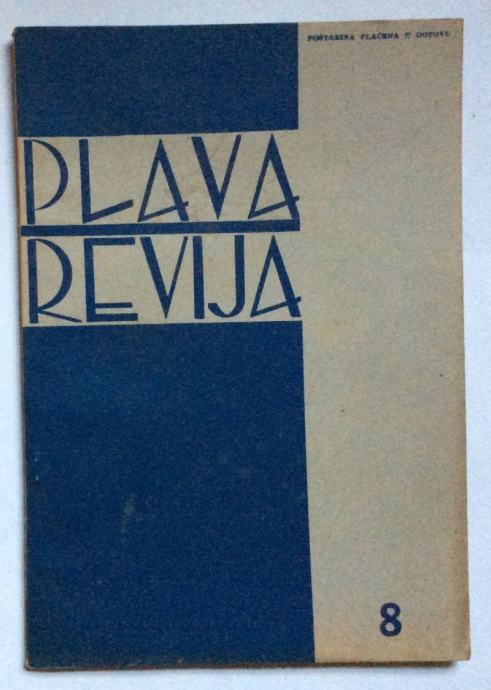 POŠTARINA PLAĆENA U GOTOVU
PLAVA
REVIJA
8